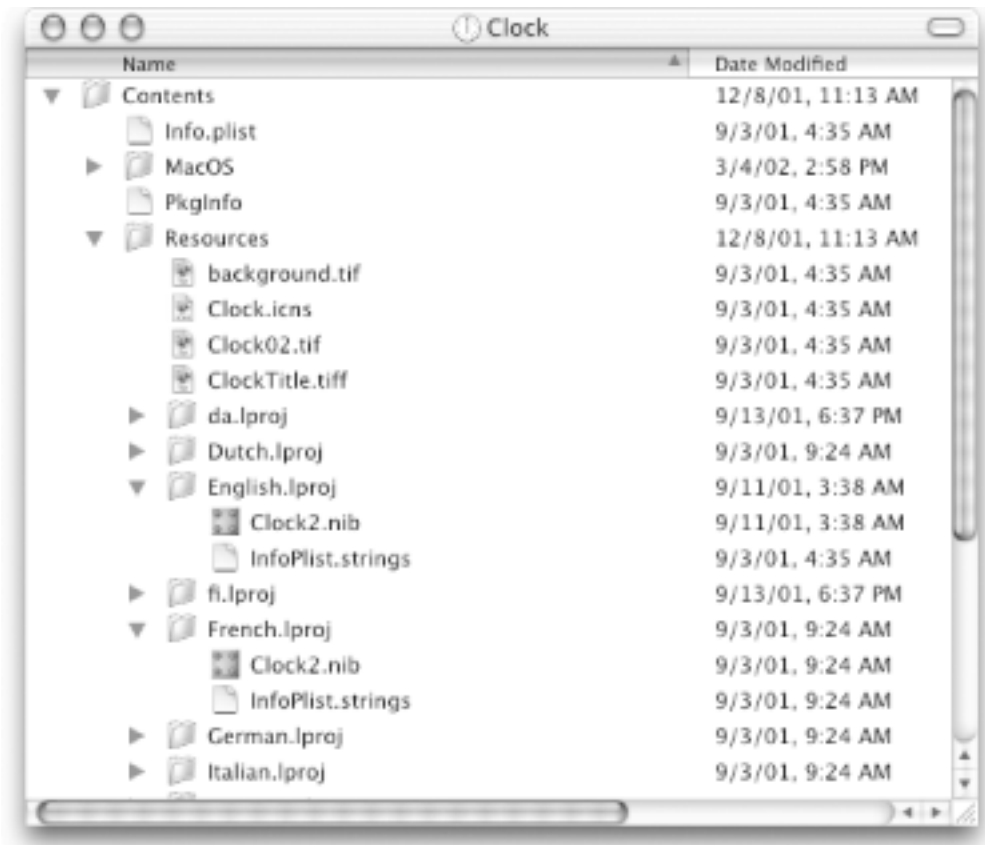 Clock
Name Date Modified
Contents 12/8/01, 11:13 AM
Info.plist 9/3/01, 4:35 AM
MacOS 3/4/02, 2:58 PM
PkgInfo 9/3/01, 4:35 AM
Resources 12/8/01, 11:13 AM
background.tif 9/3/01, 4:35 AM
Clock.icns 9/3/01, 4:35 AM
Clock02.tif 9/3/01, 4:35 AM
ClockTitle.tiff 9/3/01, 4:35 AM
da.lproj 9/13/01, 6:37 PM
Dutch.lproj 9/3/01, 9:24 AM
English.lproj 9/11/01, 3:38 AM
Clock2.nib 9/11/01, 3:38 AM
InfoPlist.strings 9/3/01, 4:35 AM
fi.lproj 9/13/01, 6:37 PM
French.lproj 9/3/01, 9:24 AM
Clock2.nib 9/3/01, 9:24 AM
InfoPlist.strings 9/3/01, 9:24 AM
German.lproj 9/3/01, 9:24 AM
Italian.lproj 9/3/01, 9:24 AM